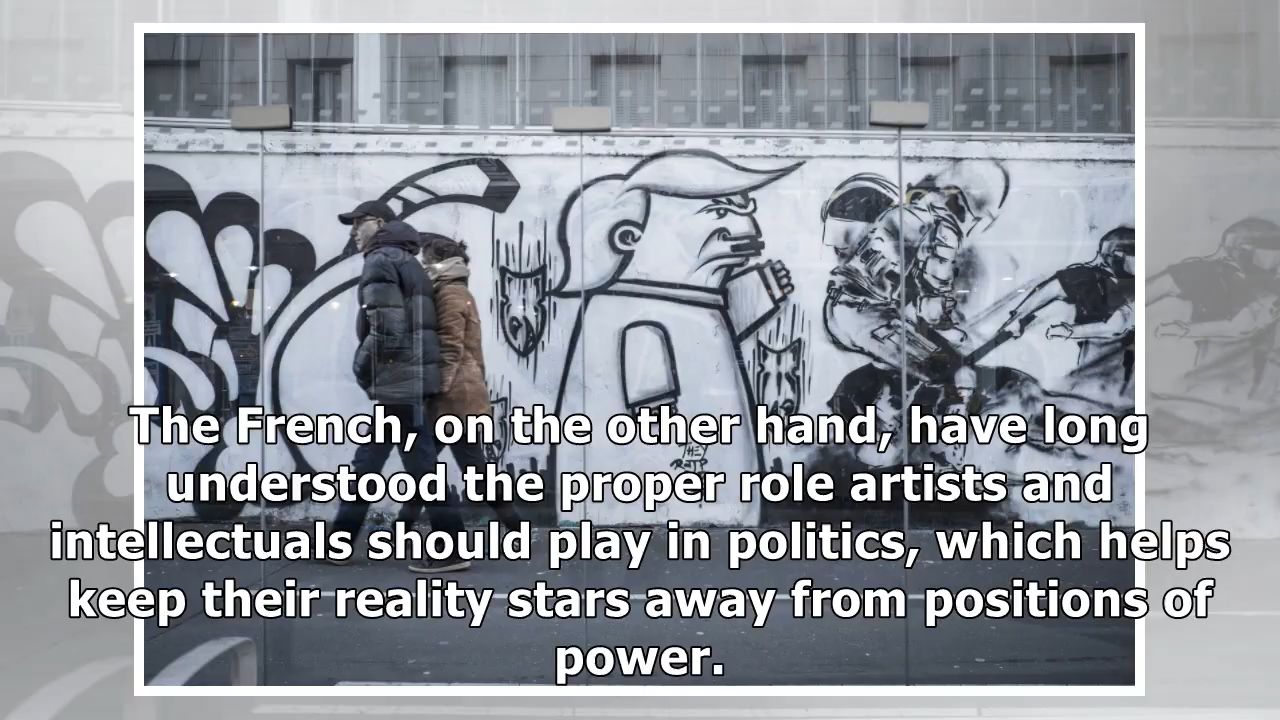 The French, on the other hand, have long
understood the proper role artists and
intellectuals should play in politics, which helps
keep their reality stars away from positions of
power.